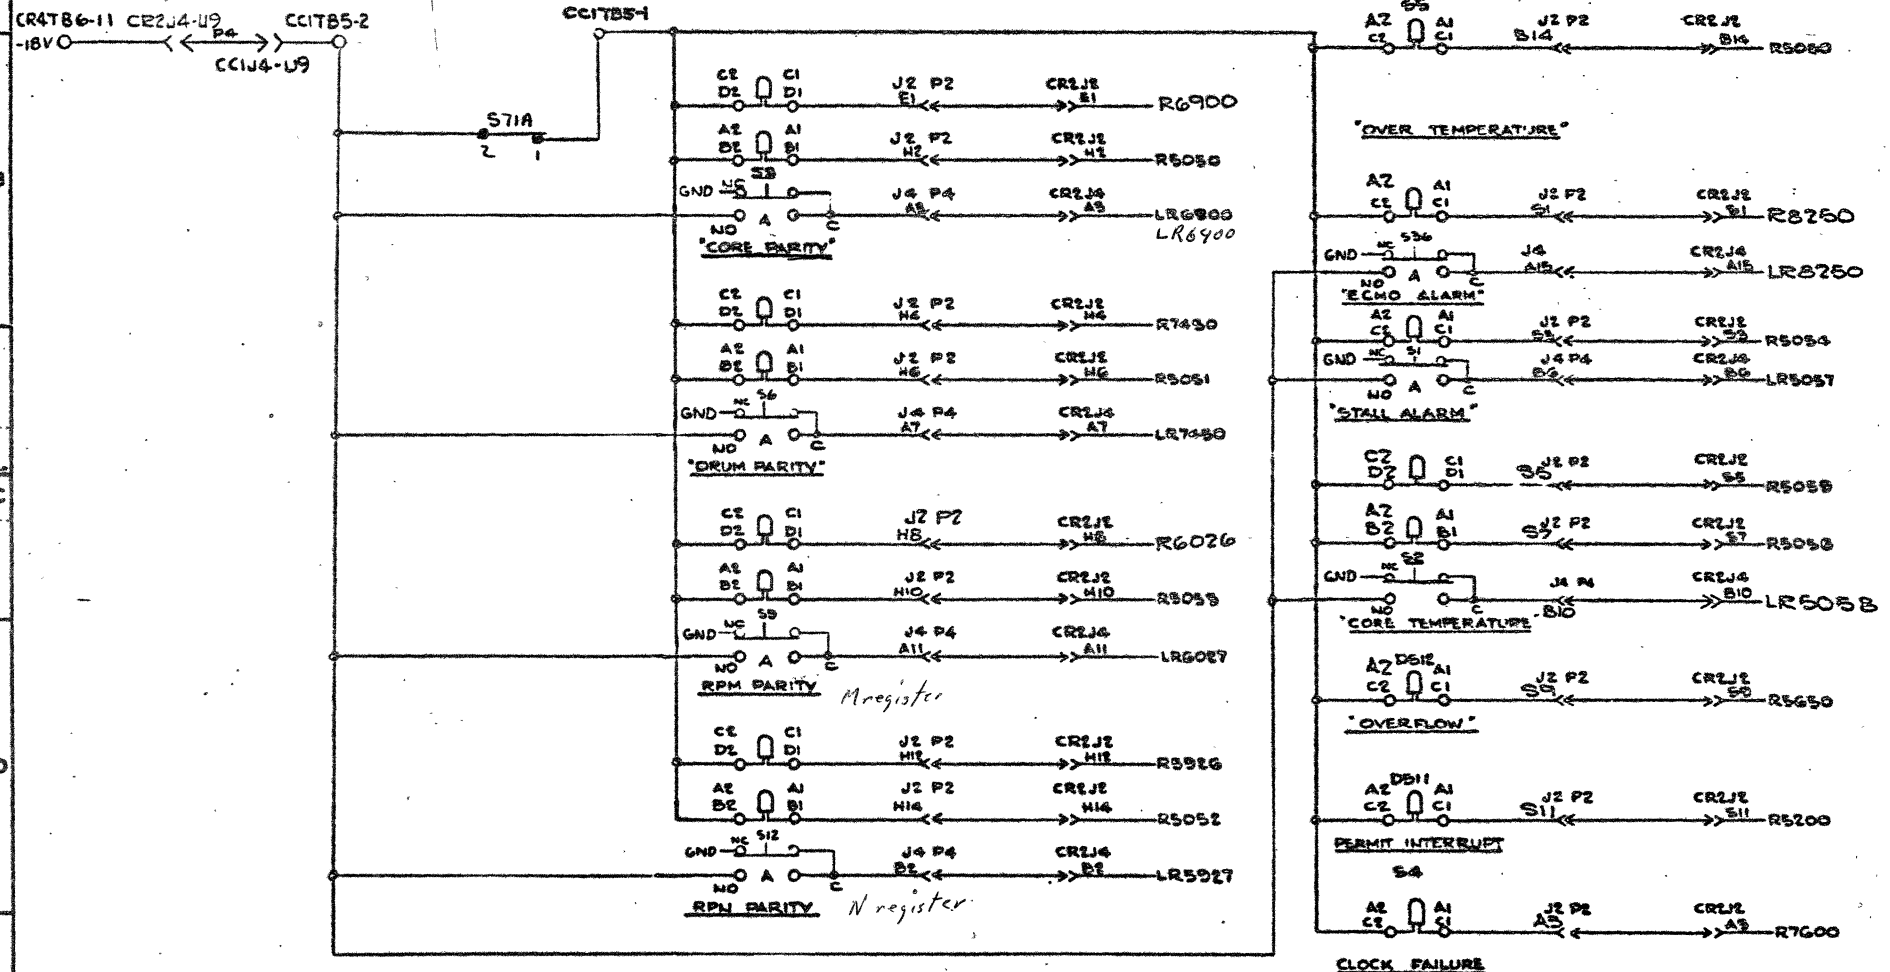 CR4TB6-11 CR2J4-U9 CC1TB5-2
-18V P4
CC1J4-U9
CC1TB5-1
S71A
2 1
C2 C1 J2 P2 CR2J2
D2 D1 E1 E1 R6900
A2 A1 J2 P2 CR2J2
B2 B1 H2 H2 R5050
GND NC J4 P4 CR2J4
NO A C LR6900
LR6900
"CORE PARITY"
C2 C1 J2 P2 CR2J2
D2 D1 H4 H4 R7430
A2 A1 J2 P2 CR2J2
B2 B1 H6 H6 R5051
GND NC S6 J4 P4 CR2J4
NO A C A7 A7 LR7430
"DRUM PARITY"
C2 C1 J2 P2 CR2J2
D2 D1 H8 H8 R6026
A2 A1 J2 P2 CR2J2
B2 B1 H10 H10 R5053
GND NC S9 J4 P4 CR2J4
NO A C A11 A11 LR6027
RPM PARITY M register
C2 C1 J2 P2 CR2J2
D2 D1 H12 H12 R5926
A2 A1 J2 P2 CR2J2
B2 B1 H14 H14 R5052
GND NC S12 J4 P4 CR2J4
NO A C B2 B2 LR5927
RPN PARITY N register
S5
A2 A1 J2 P2 CR2J2
C2 C1 B14 B14 R5060
"OVER TEMPERATURE"
A2 A1 J2 P2 CR2J2
C2 C1 S1 S1 R8250
GND NC S36 J4 CR2J4
NO A C A15 A15 LR8250
"ECHO ALARM"
A2 A1 J2 P2 CR2J2
C2 C1 S3 S3 R5054
GND NC S1 J4 P4 CR2J4
NO A C B6 B6 LR5057
"STALL ALARM"
C2 C1 J2 P2 CR2J2
D2 D1 S5 S5 R5055
A2 A1 J2 P2 CR2J2
B2 B1 S7 S7 R5058
GND NC S2 J4 P4 CR2J4
NO C B10 B10 LR5058
"CORE TEMPERATURE"
A2 DS12 A1 J2 P2 CR2J2
C2 C1 S9 S9 R5650
"OVERFLOW"
A2 DS11 A1 J2 P2 CR2J2
C2 C1 S11 S11 R5200
PERMIT INTERRUPT
S4
A2 A1 J2 P2 CR2J2
C2 C1 A3 A3 R7600
CLOCK FAILURE